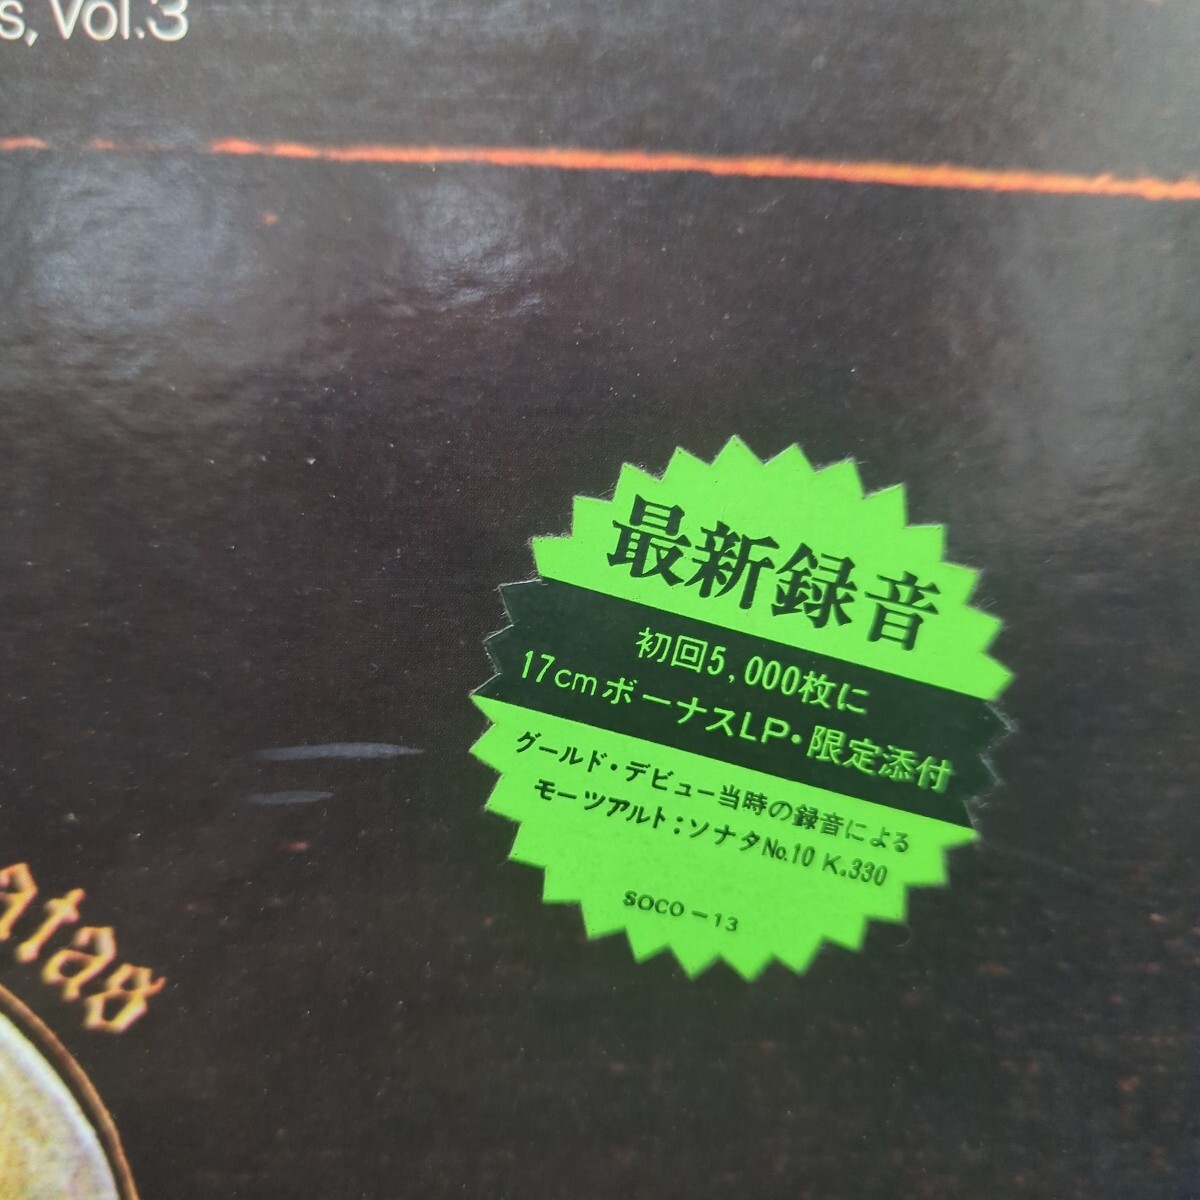 s, Vol.3
最新録音
初回5,000枚に
17cmボーナスLP・限定添付
グールド・デビュー当時の録音による
モーツアルト:ソナタNo.10 K.330
SOCO-13
atas